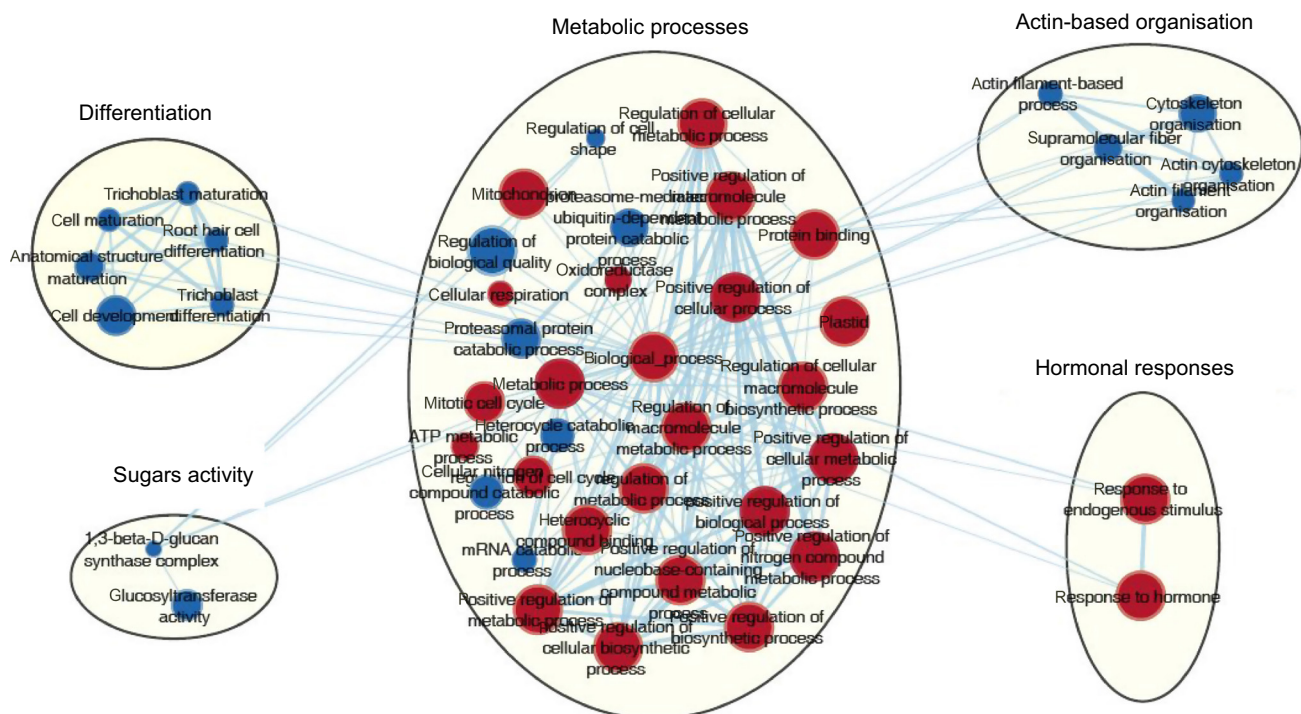 Metabolic processes
Actin-based organisation
Differentiation
Hormonal responses
Sugars activity
Trichoblast maturation
Cell maturation
Root hair cell
differentiation
Anatomical structure
maturation
Cell development
Trichoblast
differentiation
1,3-beta-D-glucan
synthase complex
Glucosyltransferase
activity
Regulation of cellular
metabolic process
Regulation of cell
shape
Mitochondrion
Positive regulation of
macromolecule
metabolic process
proteasome-mediated
ubiquitin-dependent
protein catabolic
process
Protein binding
Regulation of
biological quality
Oxidoreductase
complex
Cellular respiration
Positive regulation of
cellular process
Plastid
Proteasomal protein
catabolic process
Biological_process
Metabolic process
Regulation of cellular
macromolecule
biosynthetic process
Mitotic cell cycle
Regulation of
macromolecule
metabolic process
Heterocycle catabolic
process
ATP metabolic
process
Positive regulation of
cellular metabolic
process
regulation of cell cycle
Cellular nitrogen
compound catabolic
process
regulation of
metabolic process
positive regulation of
biological process
Heterocyclic
compound binding
mRNA catabolic
process
Positive regulation of
nucleobase-containing
compound metabolic
process
Positive regulation of
nitrogen compound
metabolic process
Positive regulation of
metabolic process
Positive regulation of
cellular biosynthetic
process
Positive regulation of
biosynthetic process
Actin filament-based
process
Cytoskeleton
organisation
Supramolecular fiber
organisation
Actin cytoskeleton
organisation
Actin filament
organisation
Response to
endogenous stimulus
Response to hormone